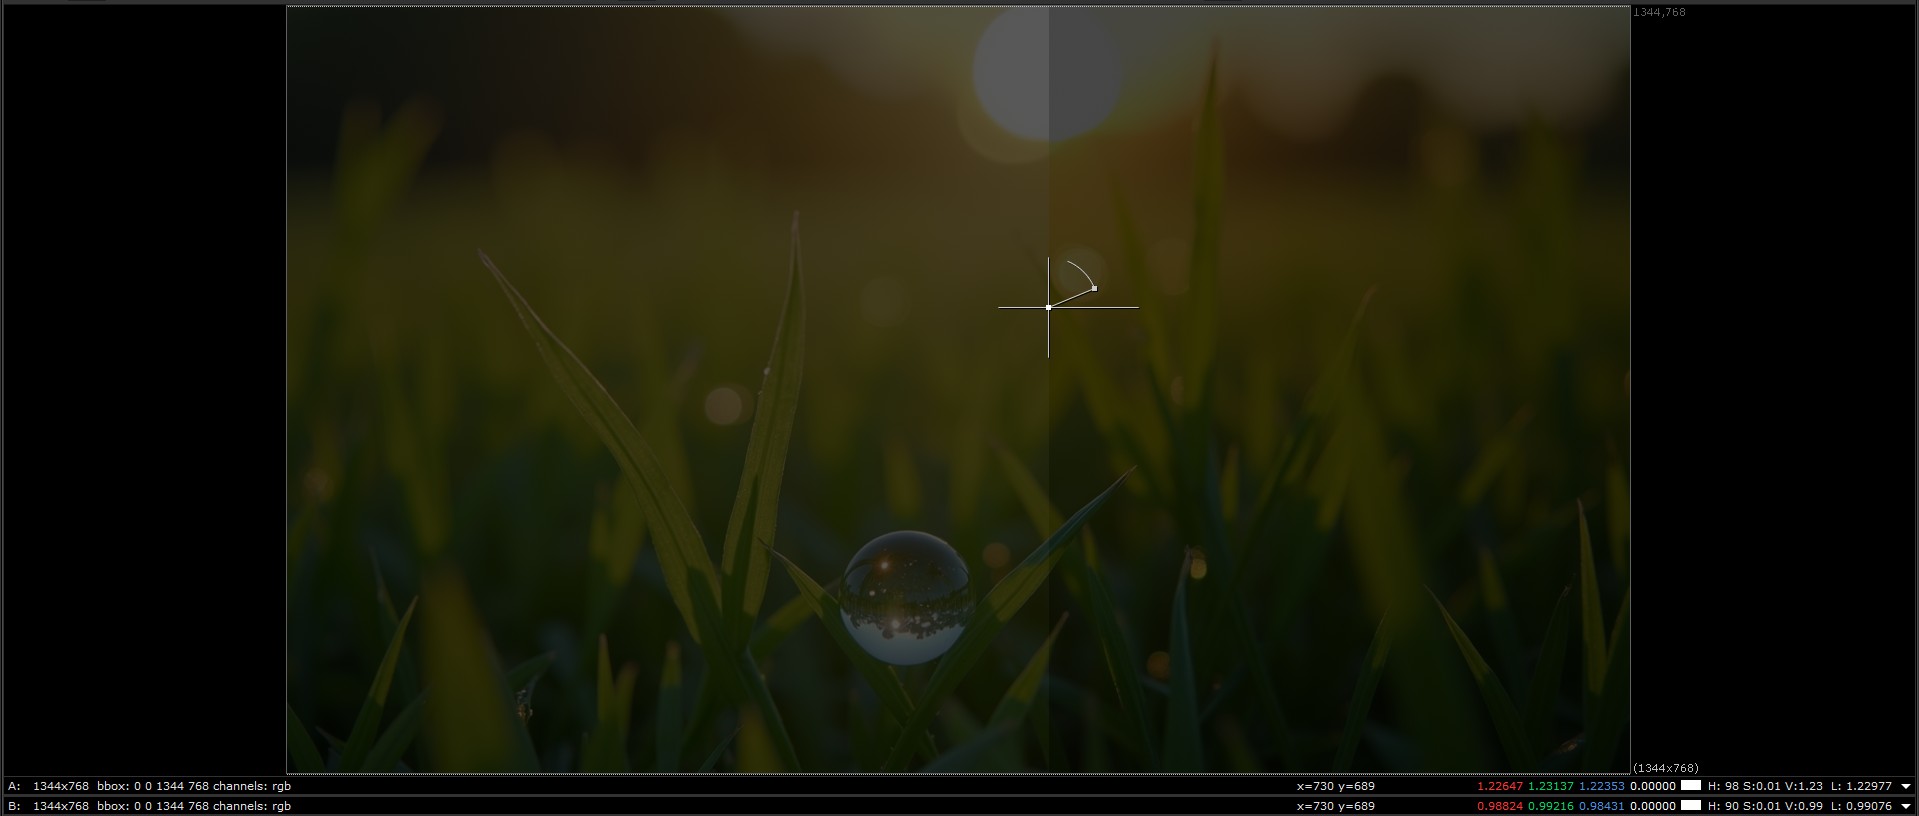 1344,768
(1344x768)
A: 1344x768 bbox: 0 0 1344 768 channels: rgb x=730 y=689 1.22647 1.23137 1.22353 0.00000 H: 98 S:0.01 V:1.23 L: 1.22977
B: 1344x768 bbox: 0 0 1344 768 channels: rgb x=730 y=689 0.98824 0.99216 0.98431 0.00000 H: 90 S:0.01 V:0.99 L: 0.99076